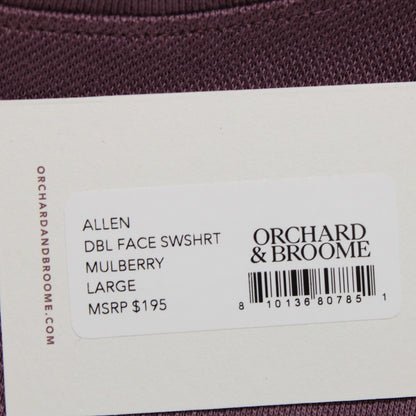 ORCHARDANDBROOME.COM
ALLEN
DBL FACE SWSHRT
MULBERRY
LARGE
MSRP $195
ORCHARD
& BROOME
8 10136 80785 1